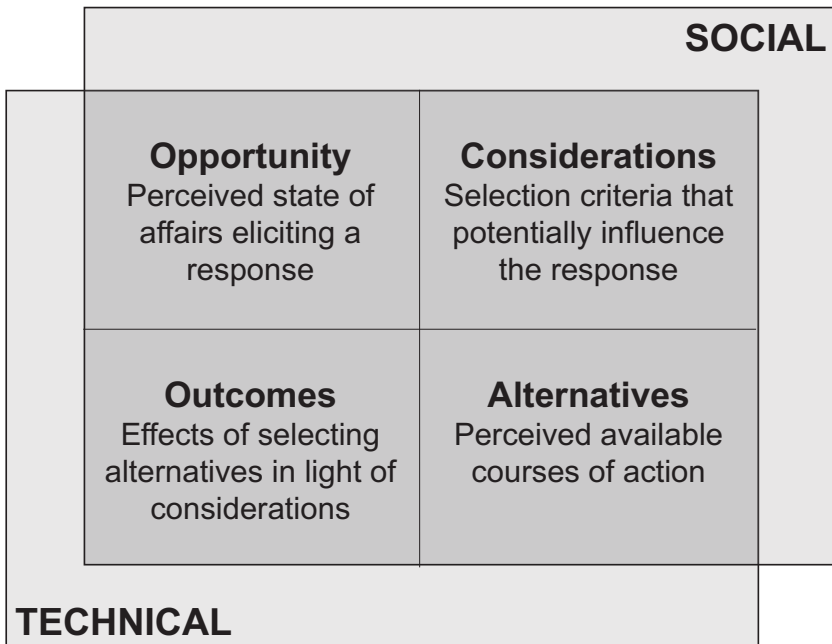 SOCIAL
Opportunity
Perceived state of
affairs eliciting a
response
Considerations
Selection criteria that
potentially influence
the response
Outcomes
Effects of selecting
alternatives in light of
considerations
Alternatives
Perceived available
courses of action
TECHNICAL